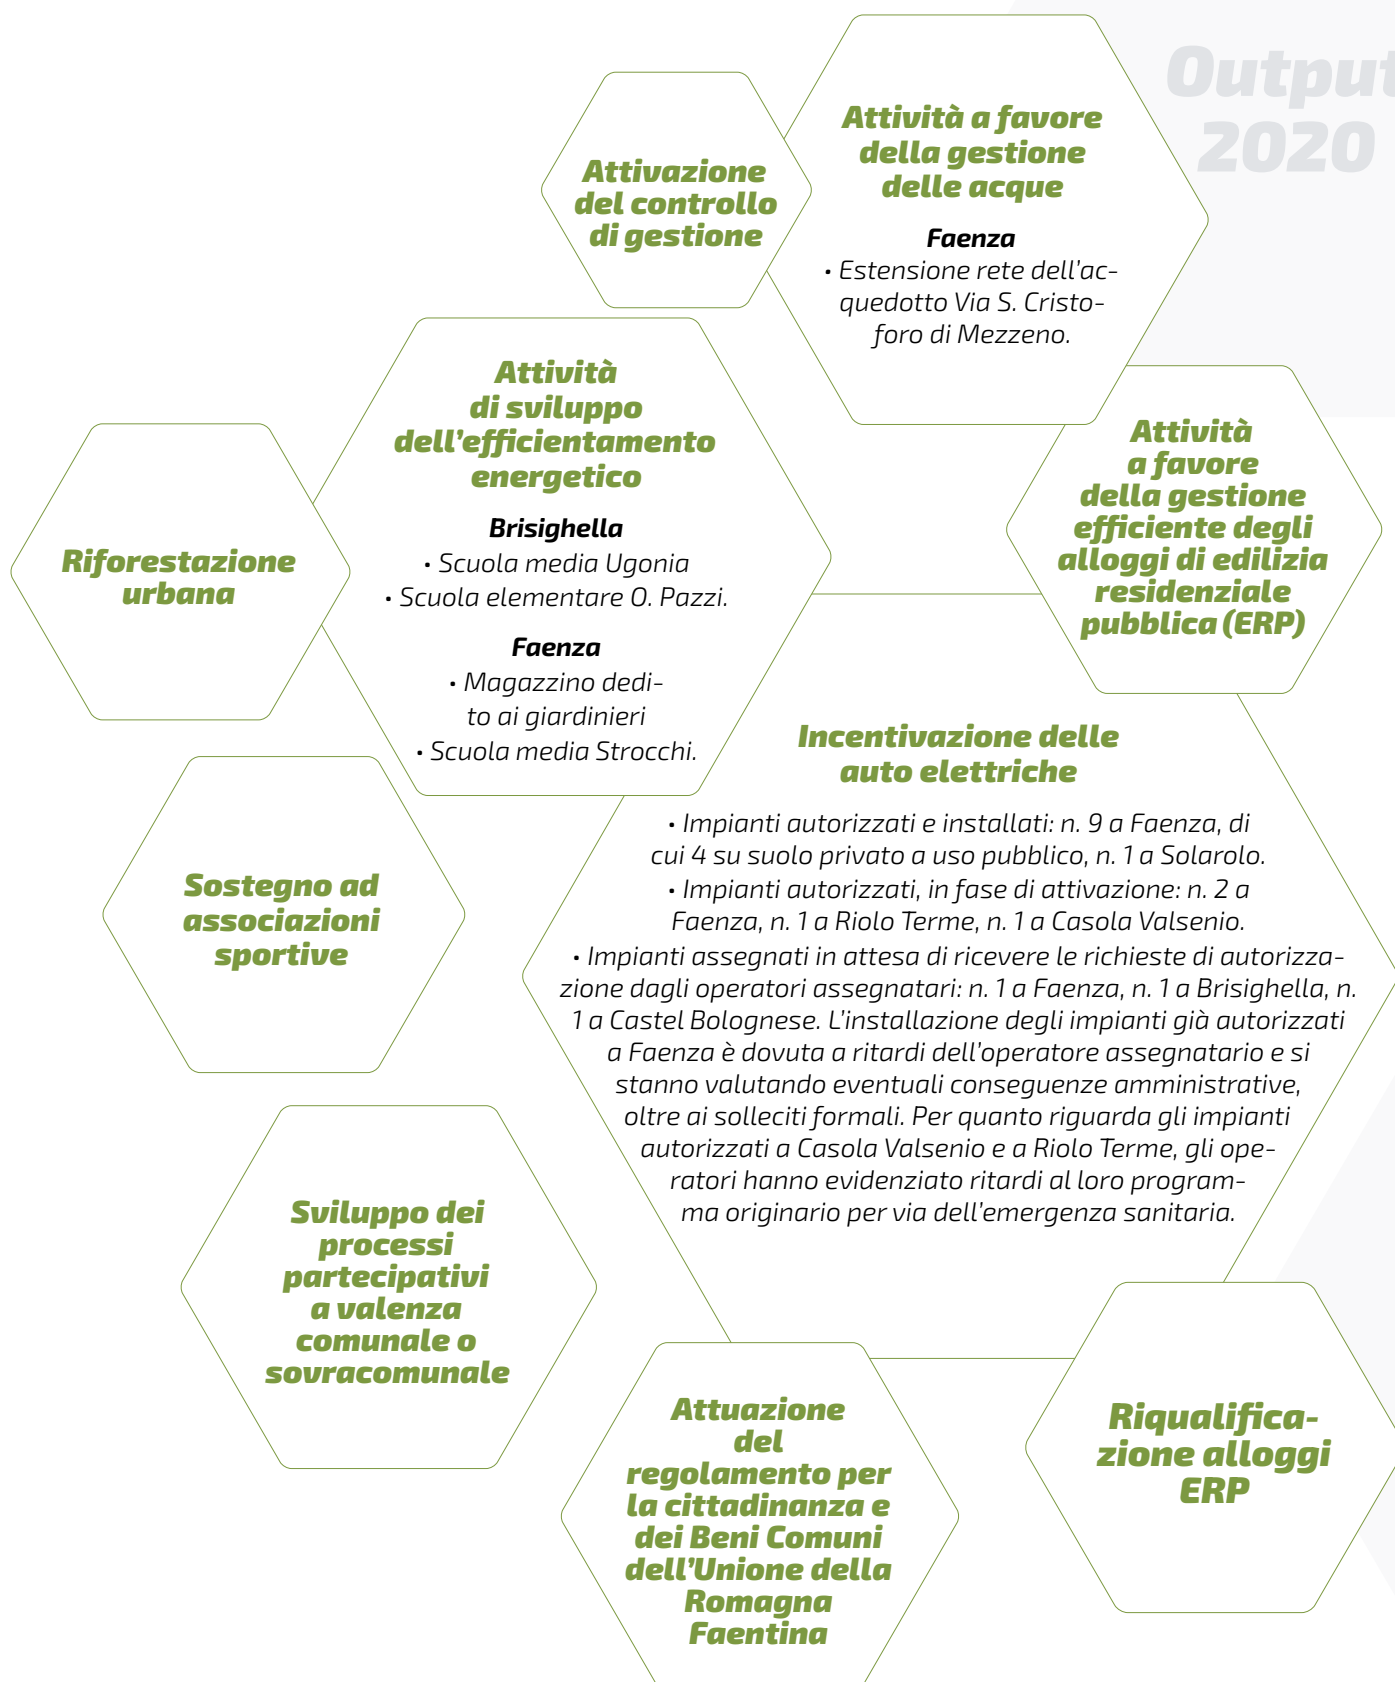 Output
2020
Attivazione
del controllo
di gestione
Attività a favore
della gestione
delle acque
Faenza
• Estensione rete dell'ac-
quedotto Via S. Cristo-
foro di Mezzeno.
Attività
di sviluppo
dell'efficientamento
energetico
Brisighella
• Scuola media Ugonia
• Scuola elementare O. Pazzi.
Faenza
• Magazzino dedi-
to ai giardinieri
• Scuola media Strocchi.
Attività
a favore
della gestione
efficiente degli
alloggi di edilizia
residenziale
pubblica (ERP)
Riforestazione
urbana
Incentivazione delle
auto elettriche
• Impianti autorizzati e installati: n. 9 a Faenza, di
cui 4 su suolo privato a uso pubblico, n. 1 a Solarolo.
• Impianti autorizzati, in fase di attivazione: n. 2 a
Faenza, n. 1 a Riolo Terme, n. 1 a Casola Valsenio.
• Impianti assegnati in attesa di ricevere le richieste di autorizza-
zione dagli operatori assegnatari: n. 1 a Faenza, n. 1 a Brisighella, n.
1 a Castel Bolognese. L'installazione degli impianti già autorizzati
a Faenza è dovuta a ritardi dell'operatore assegnatario e si
stanno valutando eventuali conseguenze amministrative,
oltre ai solleciti formali. Per quanto riguarda gli impianti
autorizzati a Casola Valsenio e a Riolo Terme, gli ope-
ratori hanno evidenziato ritardi al loro program-
ma originario per via dell'emergenza sanitaria.
Sostegno ad
associazioni
sportive
Sviluppo dei
processi
partecipativi
a valenza
comunale o
sovracomunale
Attuazione
del
regolamento per
la cittadinanza e
dei Beni Comuni
dell'Unione della
Romagna
Faentina
Riqualifica-
zione alloggi
ERP